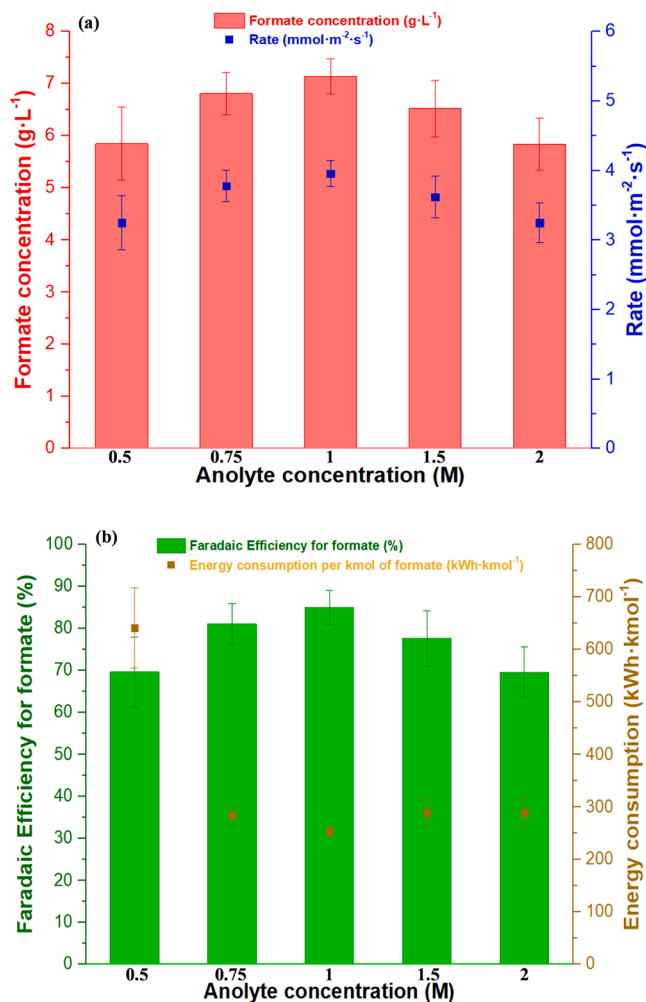 (a)
Formate concentration (g·L⁻¹)
Rate (mmol·m⁻²·s⁻¹)
8
7
6
5
4
3
2
1
0
Formate concentration (g·L⁻¹)
6
5
4
3
2
1
0
Rate (mmol·m⁻²·s⁻¹)
0.5 0.75 1 1.5 2
Anolyte concentration (M)
(b)
Faradaic Efficiency for formate (%)
Energy consumption per kmol of formate (kWh·kmol⁻¹)
100
90
80
70
60
50
40
30
20
10
0
Faradaic Efficiency for formate (%)
800
700
600
500
400
300
200
100
0
Energy consumption (kWh·kmol⁻¹)
0.5 0.75 1 1.5 2
Anolyte concentration (M)